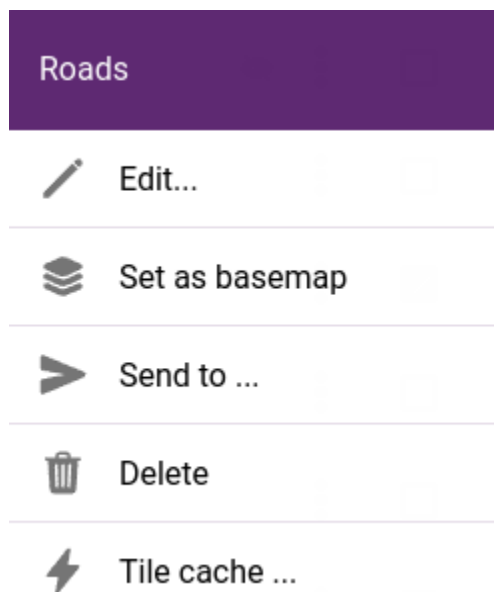 Roads
Edit...
Set as basemap
Send to ...
Delete
Tile cache ...